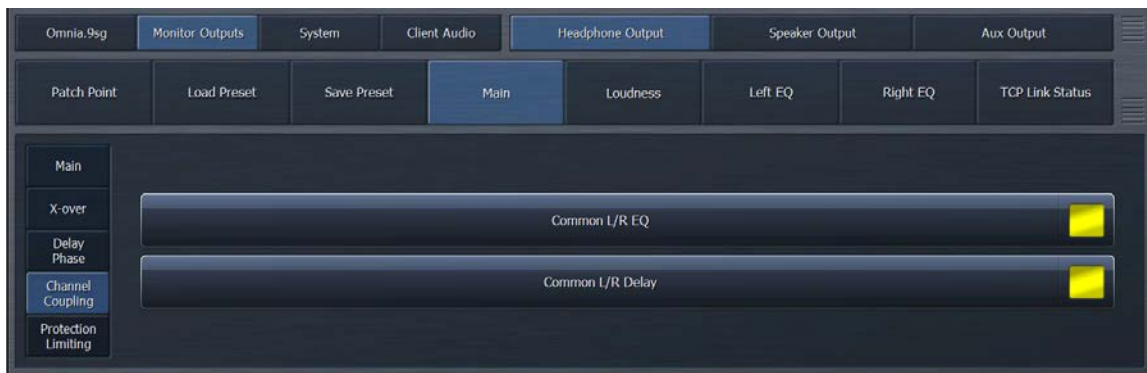 Omnia.9sg
Monitor Outputs
System
Client Audio
Headphone Output
Speaker Output
Aux Output
Patch Point
Load Preset
Save Preset
Main
Loudness
Left EQ
Right EQ
TCP Link Status
Main
X-over
Delay
Phase
Channel
Coupling
Protection
Limiting
Common L/R EQ
Common L/R Delay